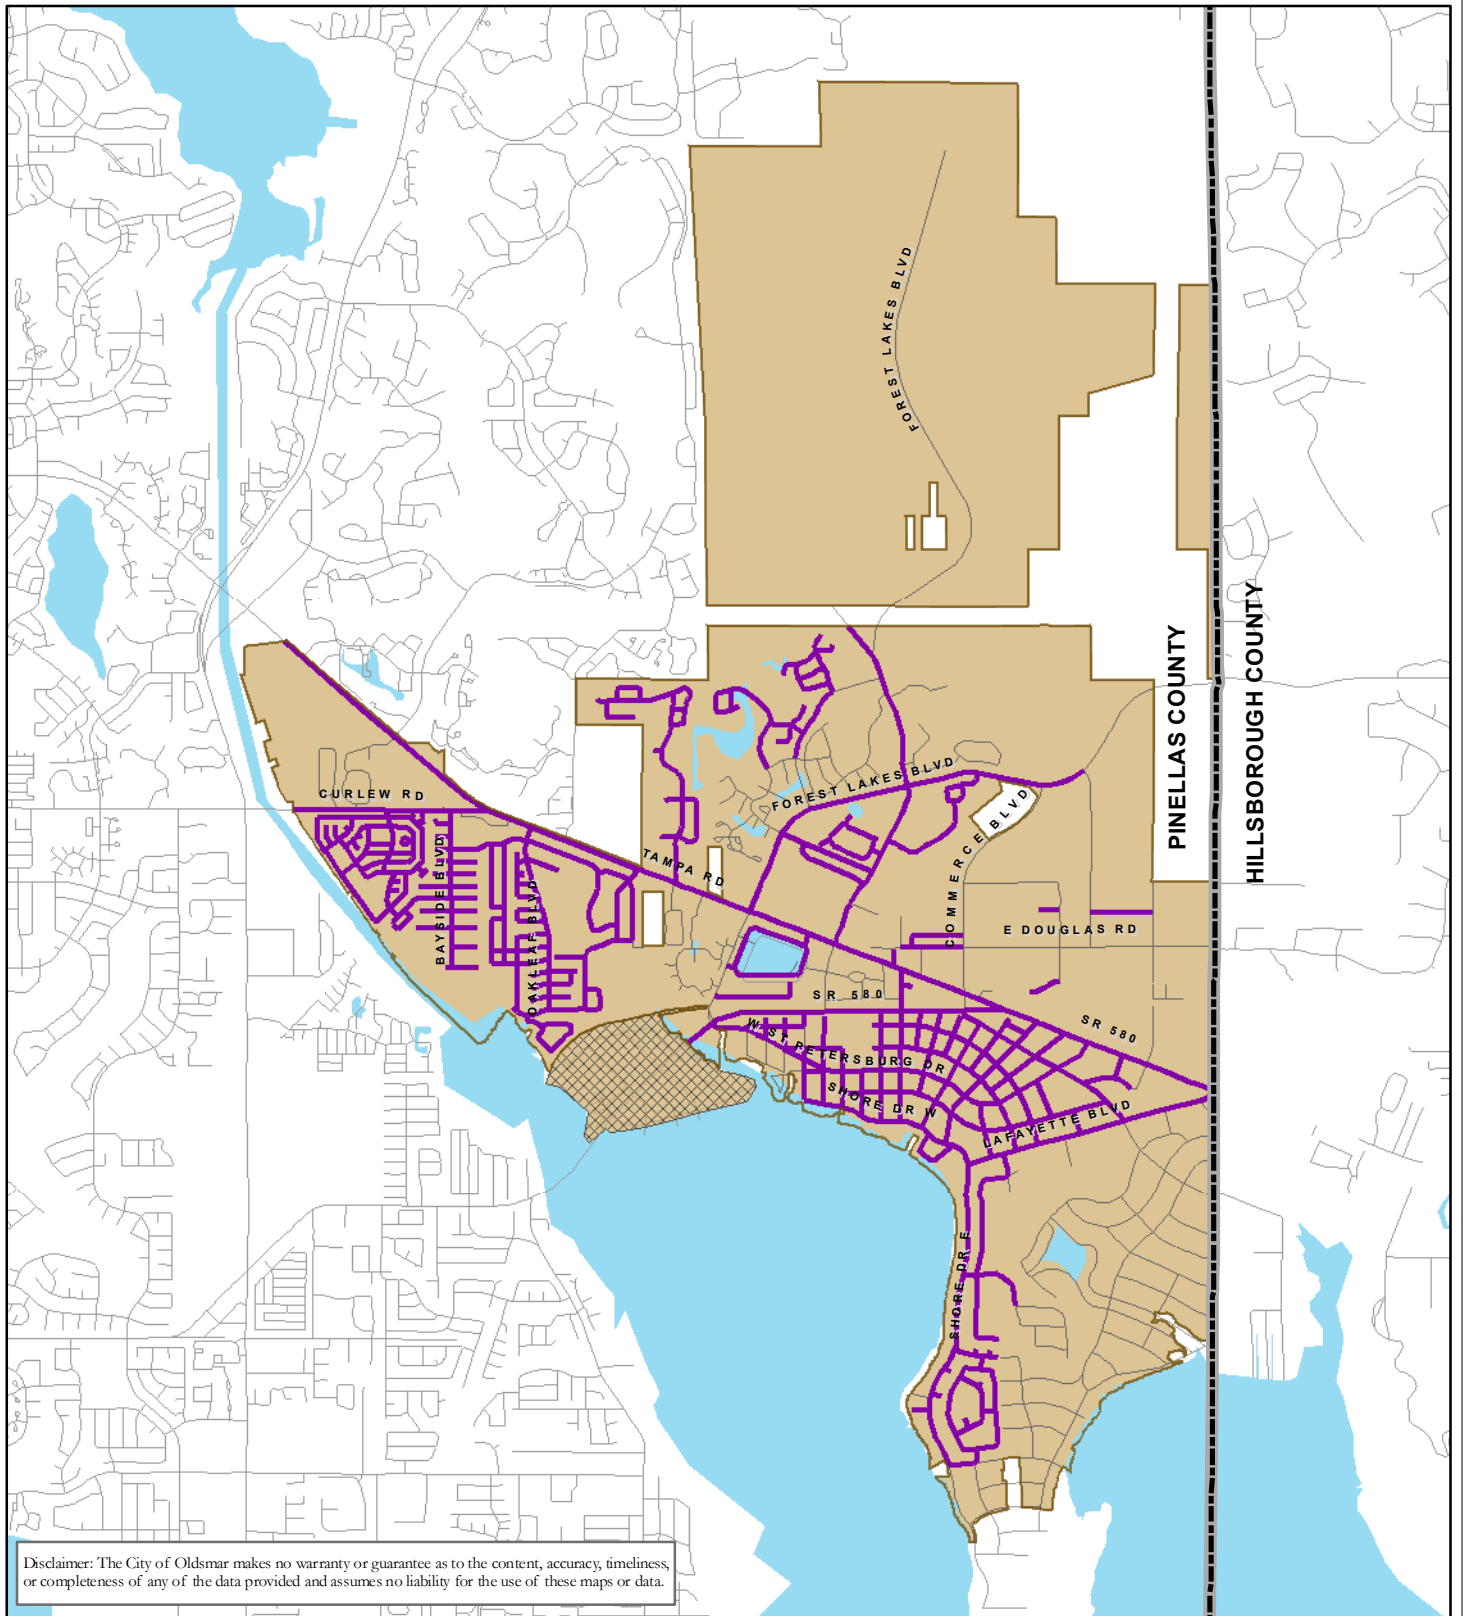 FOREST LAKES BLVD
PINELLAS COUNTY
HILLSBOROUGH COUNTY
CURLEW RD
FOREST LAKES BLVD
COMMERCE BLVD
BAYSIDE BLVD
TAMPA RD
OAKLEAF BLVD
E DOUGLAS RD
SR 580
SR 580
W ST PETERSBURG DR
SHORE DR W
LAFAYETTE BLVD
SHORE DR E
Disclaimer: The City of Oldsmar makes no warranty or guarantee as to the content, accuracy, timeliness,
or completeness of any of the data provided and assumes no liability for the use of these maps or data.